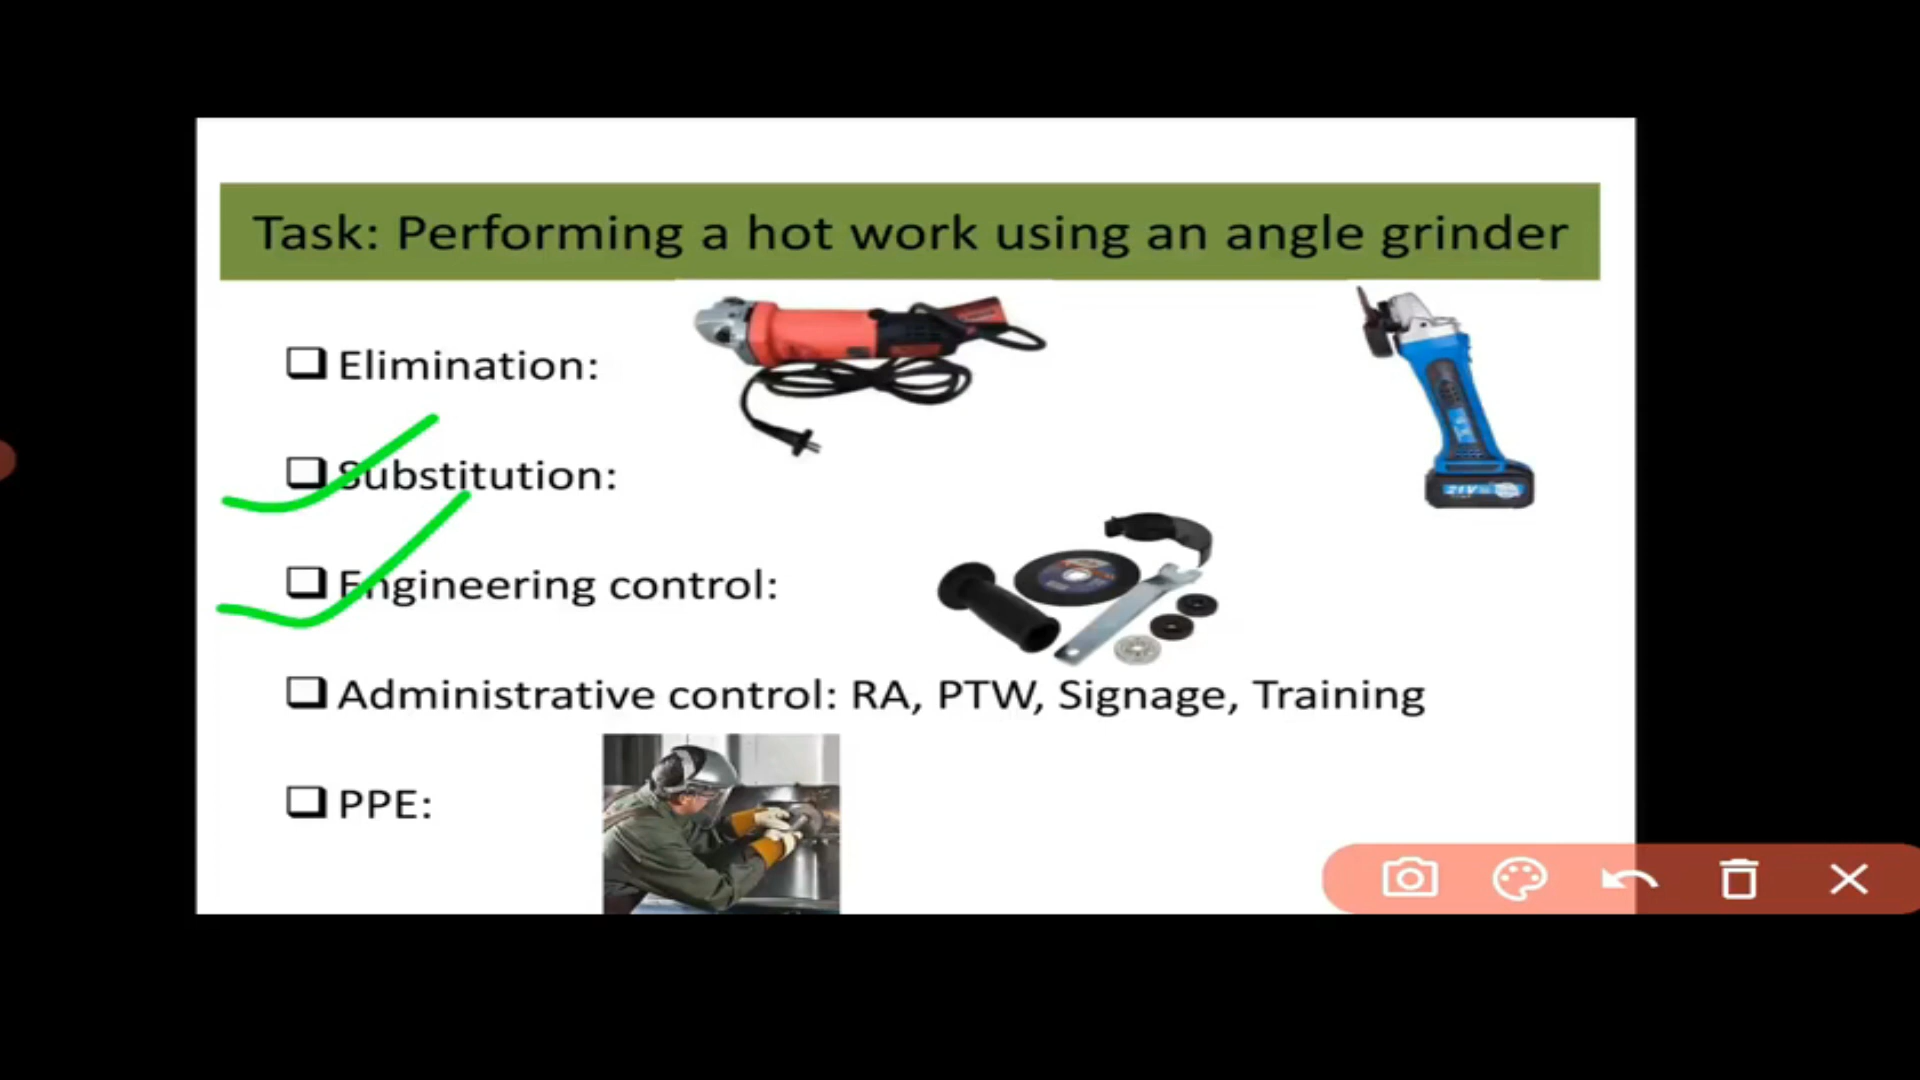 Task: Performing a hot work using an angle grinder
Elimination:
Substitution:
21V
Engineering control:
Administrative control: RA, PTW, Signage, Training
PPE: